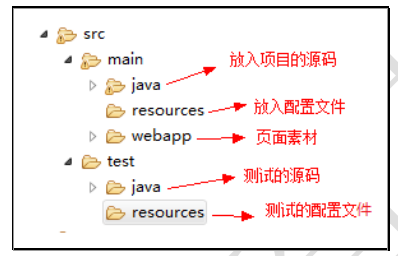 src
main
放入项目的源码
java
resources
放入配置文件
webapp
页面素材
test
java
测试的源码
resources
测试的配置文件